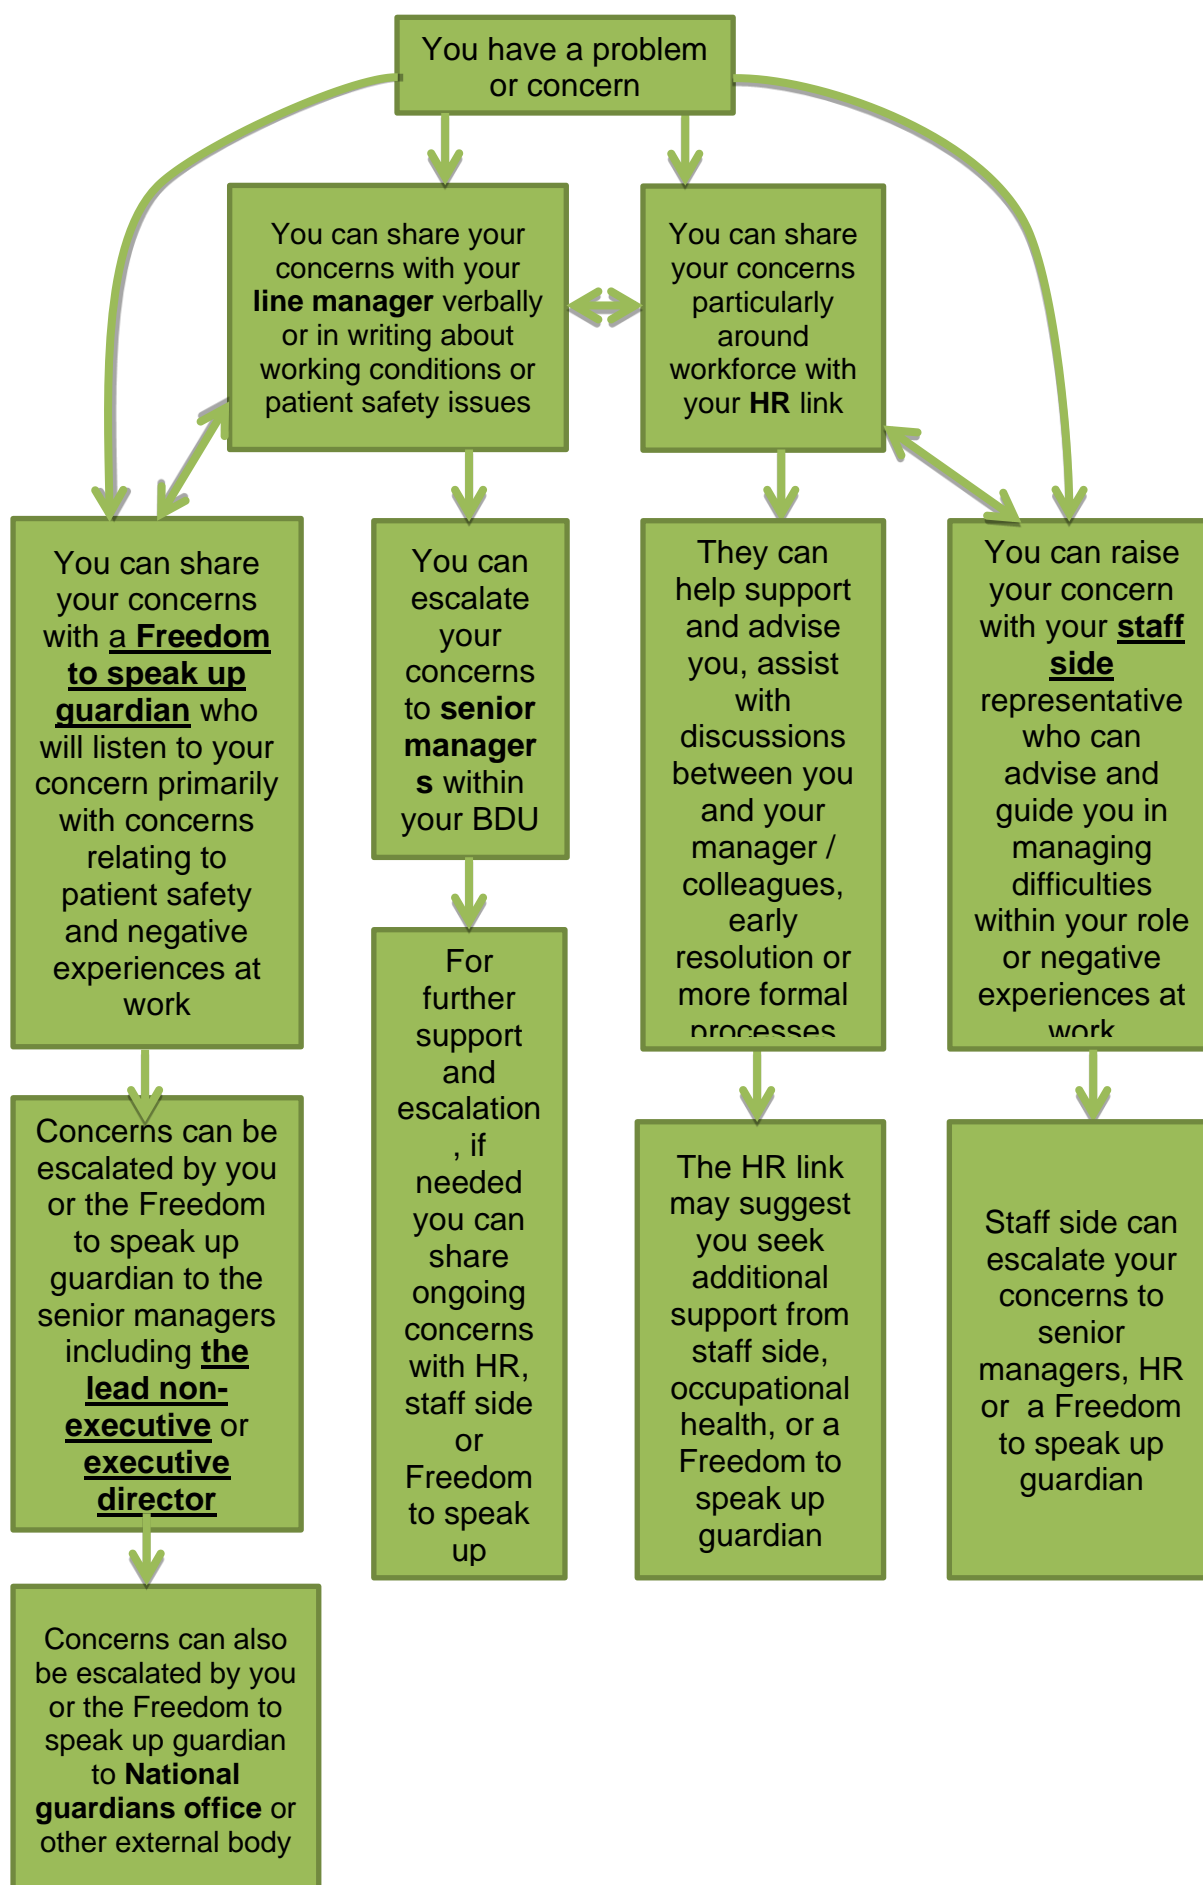 You have a problem
or concern
You can share your
concerns with your
line manager verbally
or in writing about
working conditions or
patient safety issues
You can share
your concerns
particularly
around
workforce with
your HR link
You can share
your concerns
with a Freedom
to speak up
guardian who
will listen to your
concern primarily
with concerns
relating to
patient safety
and negative
experiences at
work
You can
escalate
your
concerns
to senior
manager
s within
your BDU
They can
help support
and advise
you, assist
with
discussions
between you
and your
manager /
colleagues,
early
resolution or
more formal
processes
You can raise
your concern
with your staff
side
representative
who can
advise and
guide you in
managing
difficulties
within your role
or negative
experiences at
work
Concerns can be
escalated by you
or the Freedom
to speak up
guardian to the
senior managers
including the
lead non-
executive or
executive
director
For
further
support
and
escalation
, if
needed
you can
share
ongoing
concerns
with HR,
staff side
or
Freedom
to speak
up
The HR link
may suggest
you seek
additional
support from
staff side,
occupational
health, or a
Freedom to
speak up
guardian
Staff side can
escalate your
concerns to
senior
managers, HR
or a Freedom
to speak up
guardian
Concerns can also
be escalated by you
or the Freedom to
speak up guardian
to National
guardians office or
other external body